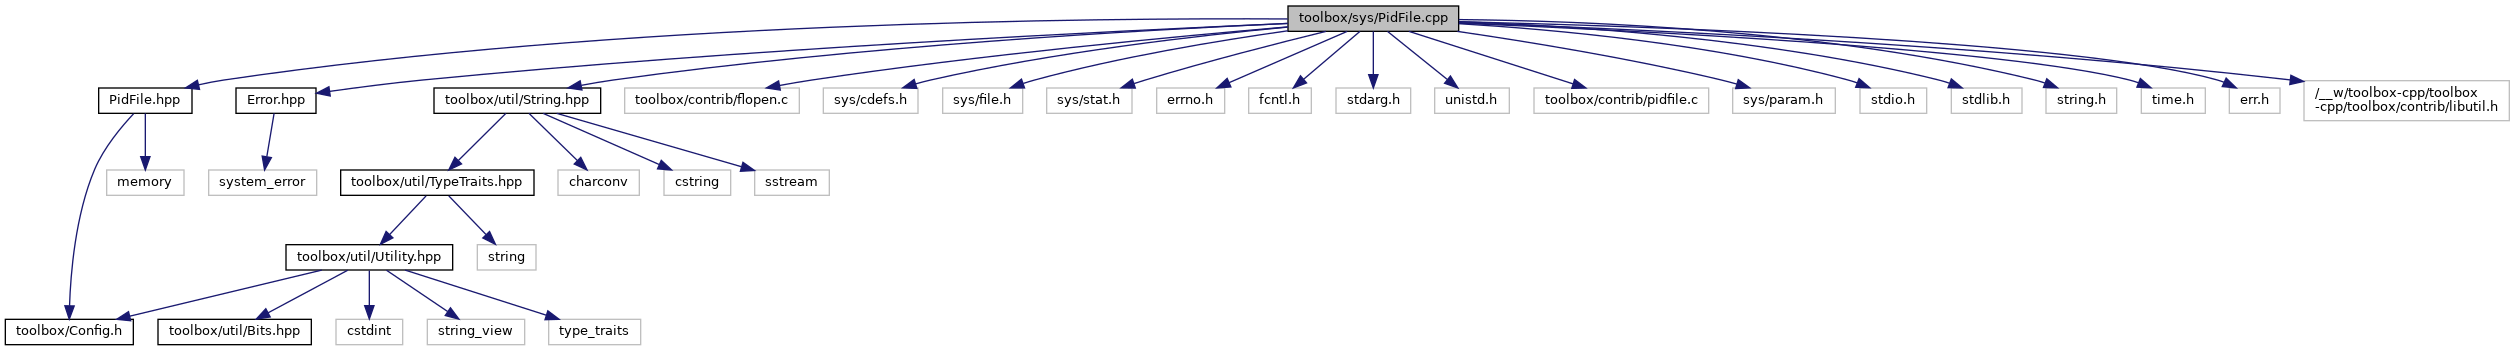 toolbox/sys/PidFile.cpp
PidFile.hpp
Error.hpp
toolbox/util/String.hpp
toolbox/contrib/flopen.c
sys/cdefs.h
sys/file.h
sys/stat.h
errno.h
fcntl.h
stdarg.h
unistd.h
toolbox/contrib/pidfile.c
sys/param.h
stdio.h
stdlib.h
string.h
time.h
err.h
/__w/toolbox-cpp/toolbox
-cpp/toolbox/contrib/libutil.h
memory
system_error
toolbox/util/TypeTraits.hpp
charconv
cstring
sstream
toolbox/util/Utility.hpp
string
toolbox/Config.h
toolbox/util/Bits.hpp
cstdint
string_view
type_traits